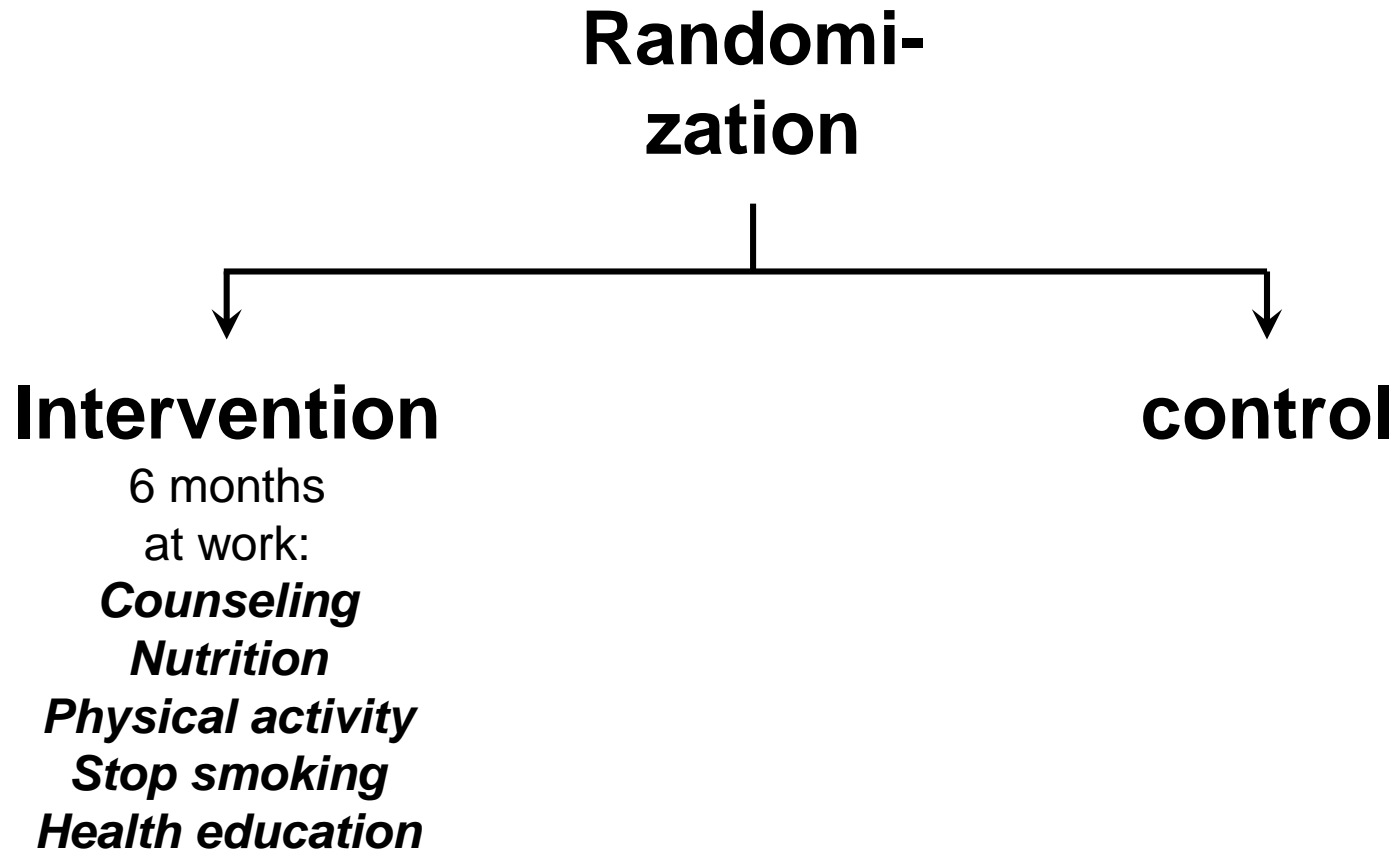 Randomi-
zation
Intervention
control
6 months
at work:
Counseling
Nutrition
Physical activity
Stop smoking
Health education